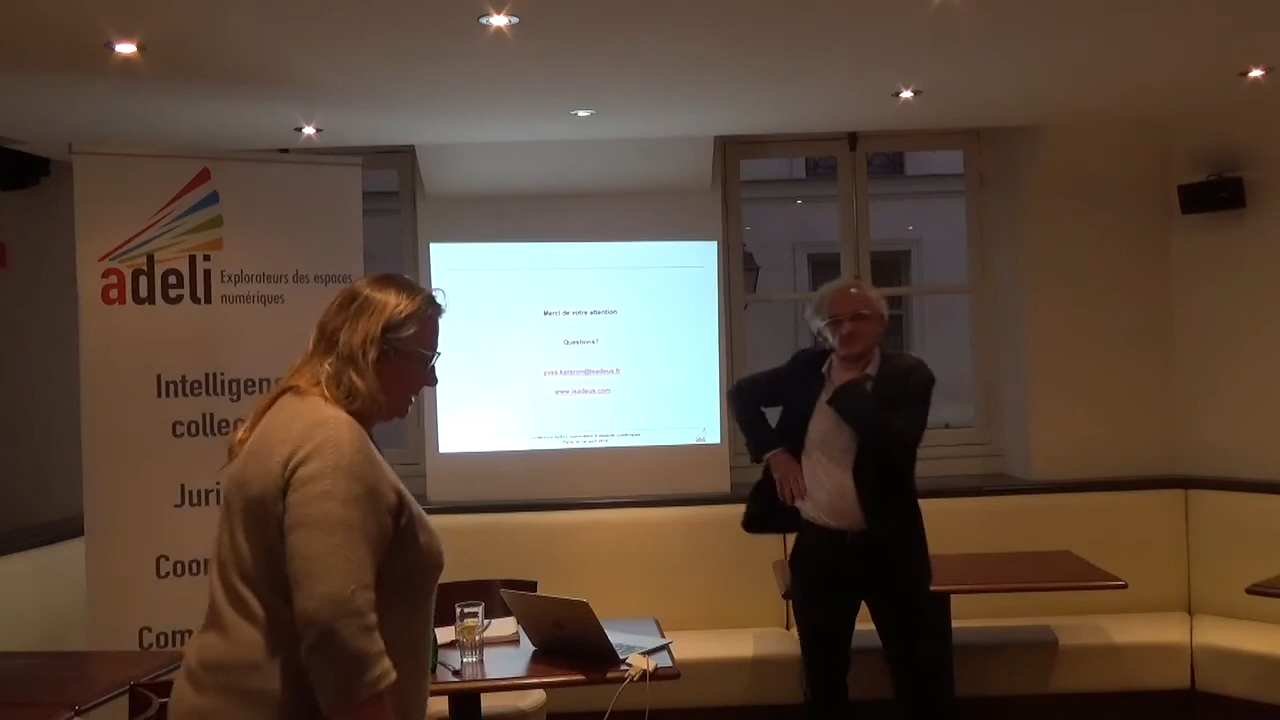 adeli
Explorateurs des espaces
numériques
Intelligen
collec
Juri
Coor
Com
Merci de votre attention
Questions?
www.isadeus.com